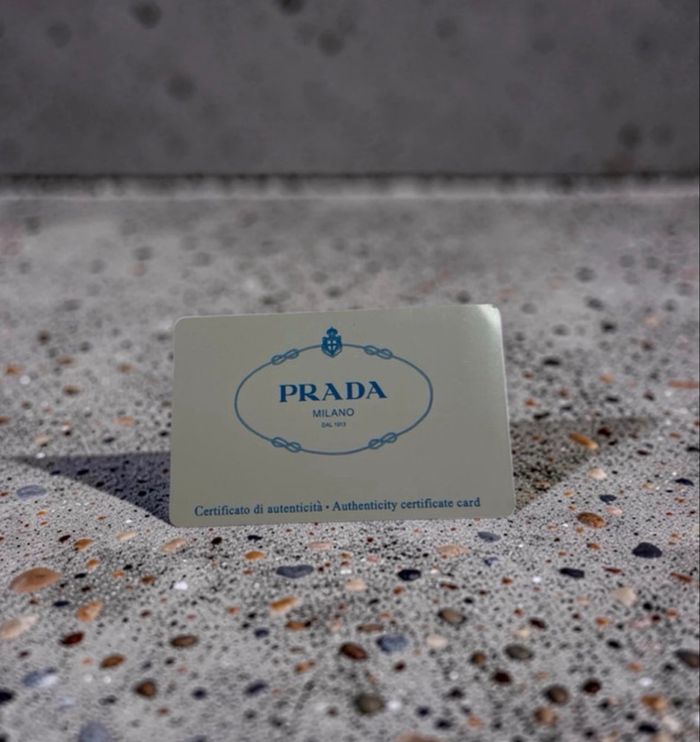 PRADA
MILANO
DAL 1913
Certificato di autenticità • Authenticity certificate card